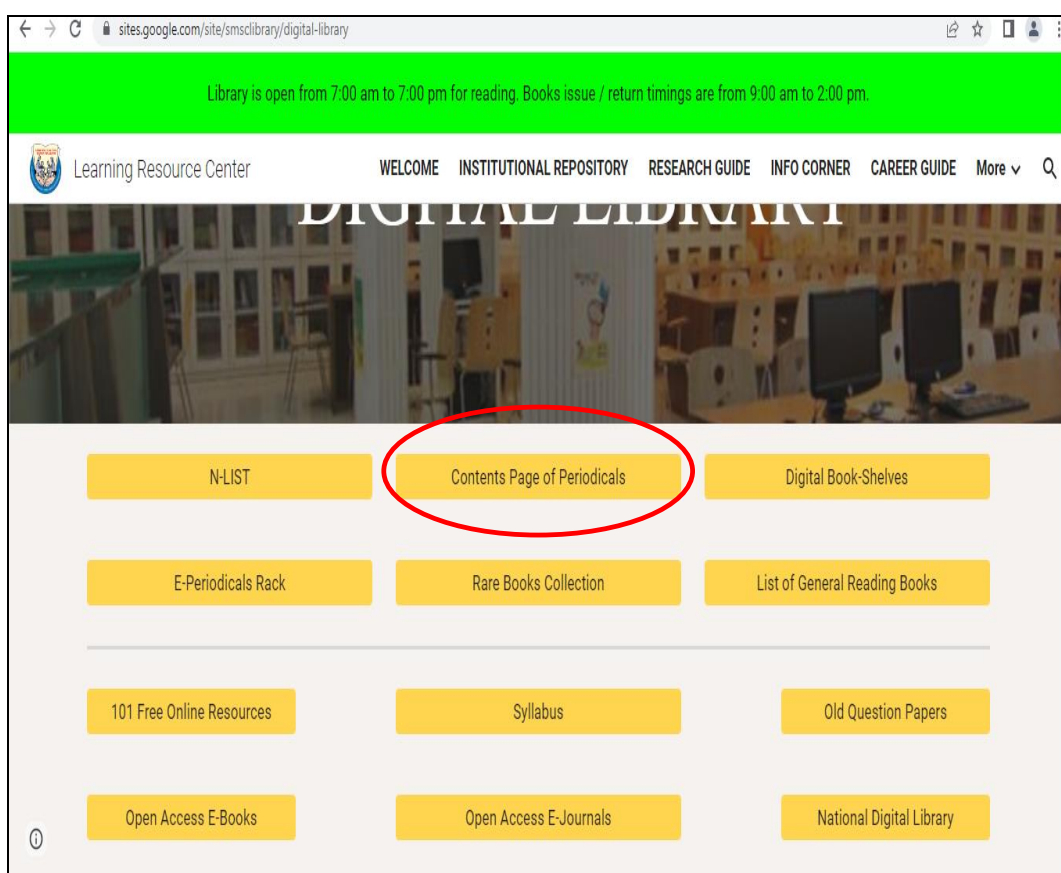 sites.google.com/site/smsclibrary/digital-library
Library is open from 7:00 am to 7:00 pm for reading. Books issue / return timings are from 9:00 am to 2:00 pm.
Learning Resource Center WELCOME INSTITUTIONAL REPOSITORY RESEARCH GUIDE INFO CORNER CAREER GUIDE More
DIGITAL LIBRARY
N-LIST Contents Page of Periodicals Digital Book-Shelves
E-Periodicals Rack Rare Books Collection List of General Reading Books
101 Free Online Resources Syllabus Old Question Papers
Open Access E-Books Open Access E-Journals National Digital Library